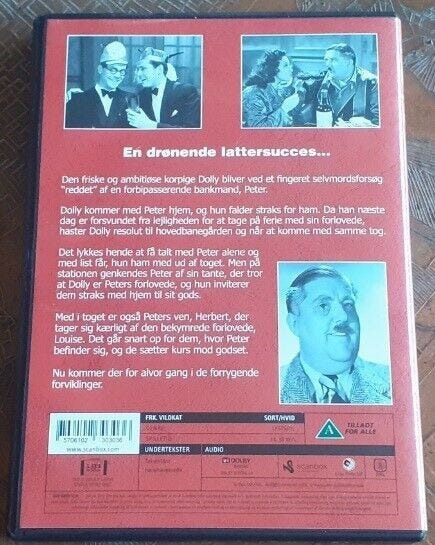 En drønende lattersucces...
Den friske og ambitiøse korpige Dolly bliver ved et fingeret selvmordsforsøg
"reddet" af en forbipasserende bankmand, Peter.
Dolly kommer med Peter hjem, og hun falder straks for ham. Da han næste
dag er forsvundet fra lejligheden for at tage på ferie med sin forlovede,
haster Dolly resolut til hovedbanegården og når at komme med samme tog.
Det lykkes hende at få talt med Peter alene og
med list får, hun ham med ud af toget. Men på
stationen genkendes Peter af sin tante, der tror
at Dolly er Peters forlovede, og hun inviterer
dem straks med hjem til sit gods.
Med i toget er også Peters ven, Herbert, der
tager sig kærligt af den bekymrede forlovede,
Louise. Det går snart op for dem, hvor Peter
befinder sig, og de sætter kurs mod godset.
Nu kommer der for alvor gang i de forrygende
forviklinger.
FRK. VILDKAT
SORT/HVID
SPILLETID
UNDERTEKSTER
AUDIO
DOLBY
scanbox
A
TILLADT
FOR ALLE
5706102 303036
www.scanbox.com